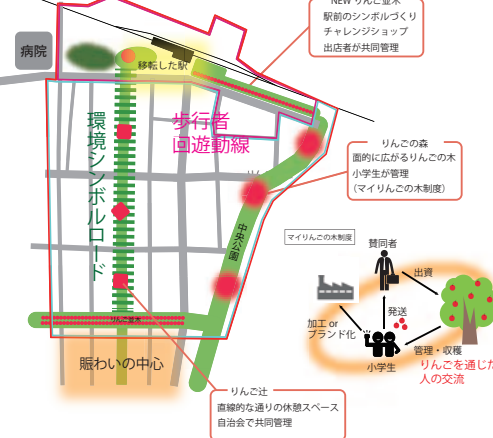 NEW りんご並木
駅前のシンボルづくり
チャレンジショップ
出店者が共同管理
病院
移転した駅
歩行者
回遊動線
環境シンボルロード
りんごの森
面的に広がるりんごの木
小学生が管理
（マイりんごの木制度）
中央公園
マイりんごの木制度
賛同者
出資
発送
加工 or
ブランド化
管理・収穫
小学生
りんごを通じた
人の交流
賑わいの中心
りんご辻
直線的な通りの休憩スペース
自治会で共同管理